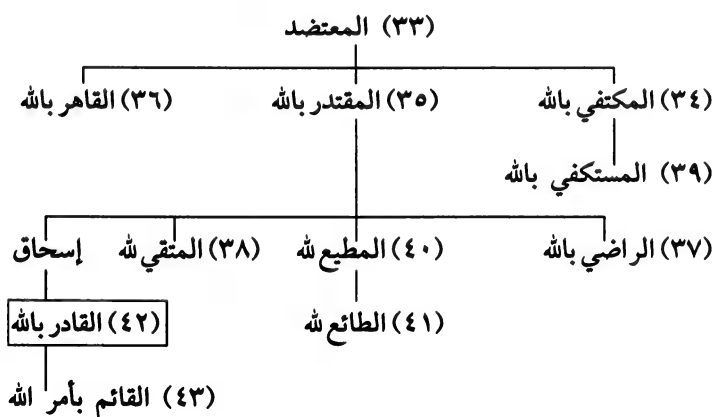 (٣٣) المعتضد
(٣٤) المكتفي بالله (٣٥) المقتدر بالله (٣٦) القاهر بالله
(٣٩) المستكفي بالله
(٣٧) الراضي بالله (٤٠) المطيع لله (٣٨) المتقي لله إسحاق
(٤١) الطائع لله (٤٢) القادر بالله
(٤٣) القائم بأمر الله